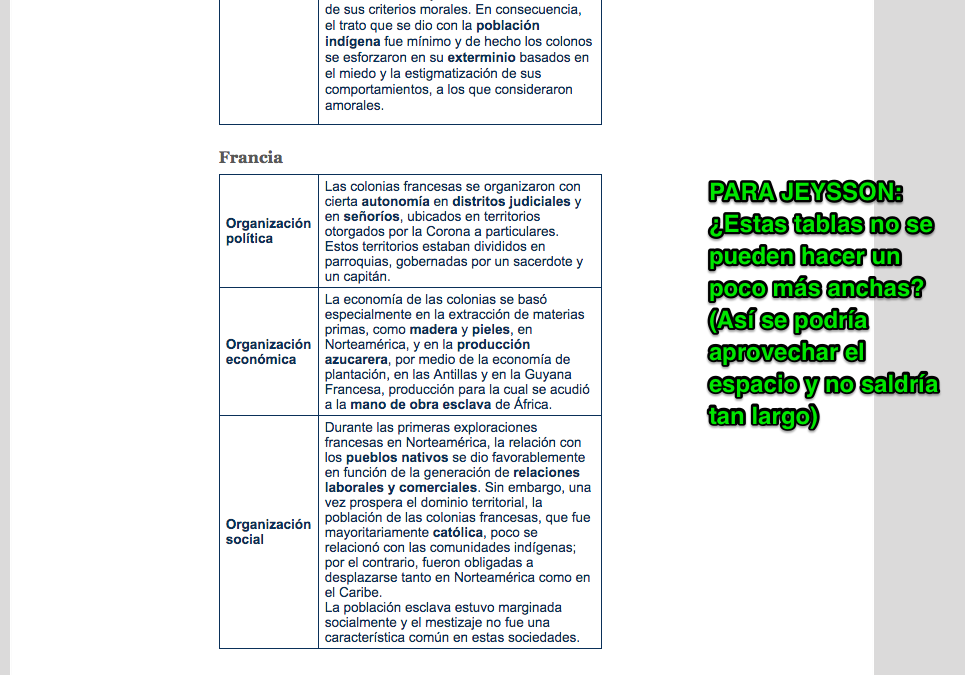 de sus criterios morales. En consecuencia,
el trato que se dio con la población
indígena fue mínimo y de hecho los colonos
se esforzaron en su exterminio basados en
el miedo y la estigmatización de sus
comportamientos, a los que consideraron
amorales.
Francia
Organización
política
Las colonias francesas se organizaron con
cierta autonomía en distritos judiciales y
en señoríos, ubicados en territorios
otorgados por la Corona a particulares.
Estos territorios estaban divididos en
parroquias, gobernadas por un sacerdote y
un capitán.
Organización
económica
La economía de las colonias se basó
especialmente en la extracción de materias
primas, como madera y pieles, en
Norteamérica, y en la producción
azucarera, por medio de la economía de
plantación, en las Antillas y en la Guyana
Francesa, producción para la cual se acudió
a la mano de obra esclava de África.
Organización
social
Durante las primeras exploraciones
francesas en Norteamérica, la relación con
los pueblos nativos se dio favorablemente
en función de la generación de relaciones
laborales y comerciales. Sin embargo, una
vez prospera el dominio territorial, la
población de las colonias francesas, que fue
mayoritariamente católica, poco se
relacionó con las comunidades indígenas;
por el contrario, fueron obligadas a
desplazarse tanto en Norteamérica como en
el Caribe.
La población esclava estuvo marginada
socialmente y el mestizaje no fue una
característica común en estas sociedades.
PARA JEYSSON:
¿Estas tablas no se
pueden hacer un
poco más anchas?
(Así se podría
aprovechar el
espacio y no saldría
tan largo)